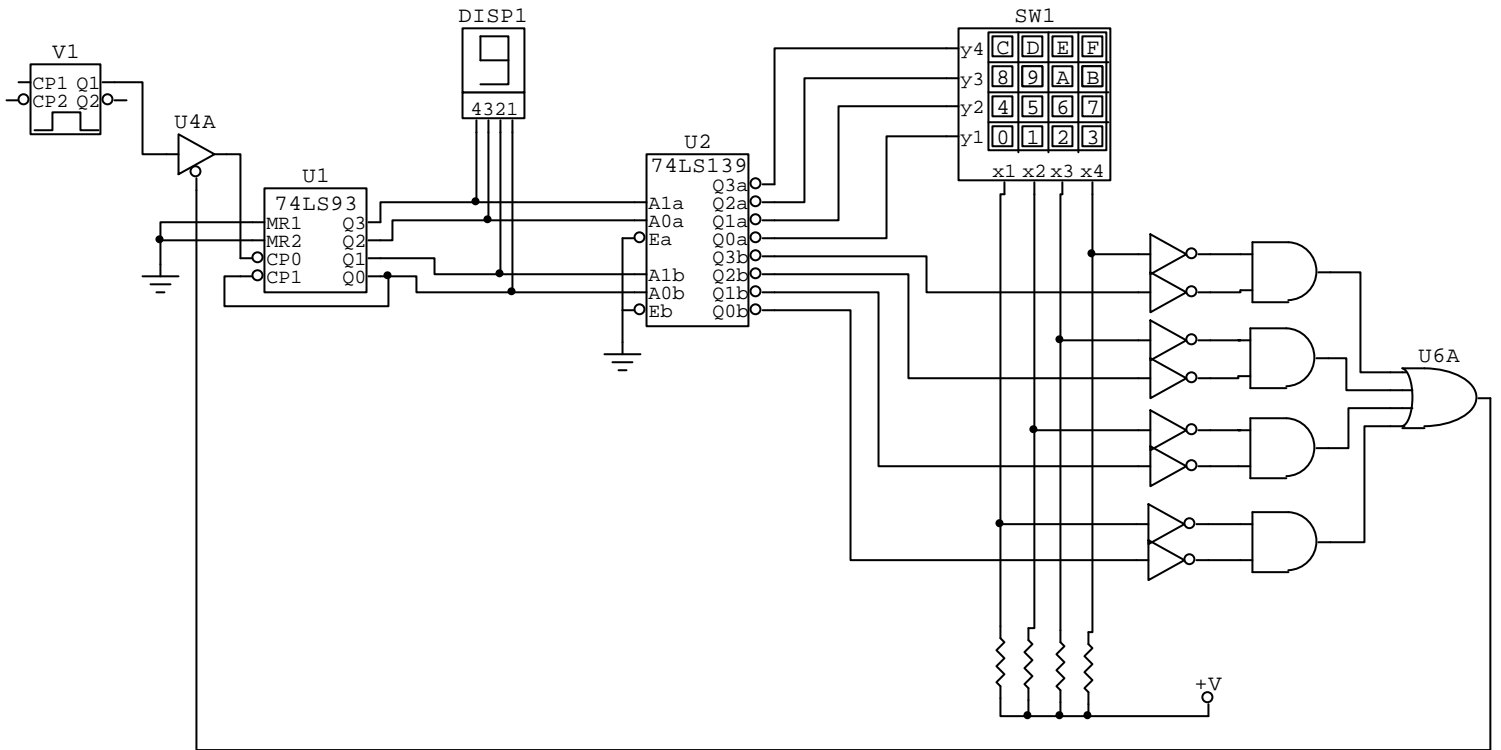 DISP1
SW1
V1
CP1 Q1
CP2 Q2
9
4321
y4 C D E F
y3 8 9 A B
y2 4 5 6 7
y1 0 1 2 3
x1 x2 x3 x4
U4A
U1
74LS93
MR1 Q3
MR2 Q2
CP0 Q1
CP1 Q0
U2
74LS139
Q3a
A1a Q2a
A0a Q1a
Ea Q0a
Q3b
A1b Q2b
A0b Q1b
Eb Q0b
U6A
+V